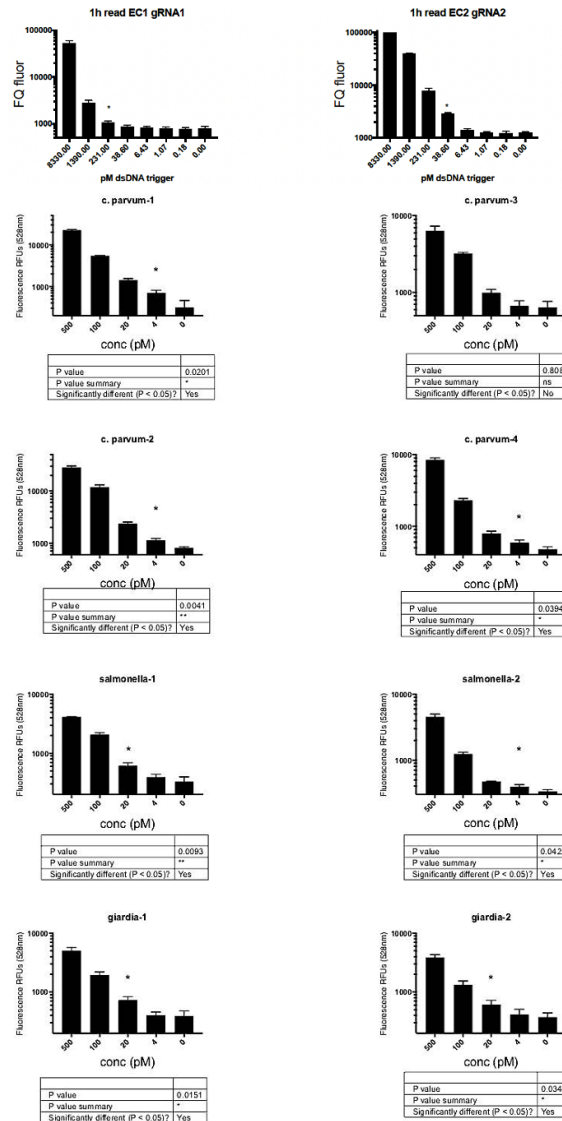 1h read EC1 gRNA1
100000
10000
1000
FQ fluor
8330.00
1390.00
231.00
38.60
6.43
1.07
0.18
0.00
*
pM dsDNA trigger
1h read EC2 gRNA2
100000
10000
1000
FQ fluor
8330.00
1390.00
231.00
38.60
6.43
1.07
0.18
0.00
*
pM dsDNA trigger
c. parvum-1
Fluorescence RFUs (528nm)
10000
1000
*
500
100
20
4
0
conc (pM)
P value 0.0201
P value summary *
Significantly different (P < 0.05)? Yes
c. parvum-3
Fluorescence RFUs (528nm)
10000
1000
500
100
20
4
0
conc (pM)
P value 0.808
P value summary ns
Significantly different (P < 0.05)? No
c. parvum-2
Fluorescence RFUs (528nm)
10000
1000
*
500
100
20
4
0
conc (pM)
P value 0.0041
P value summary **
Significantly different (P < 0.05)? Yes
c. parvum-4
Fluorescence RFUs (528nm)
10000
1000
*
500
100
20
4
0
conc (pM)
P value 0.0394
P value summary *
Significantly different (P < 0.05)? Yes
salmonella-1
Fluorescence RFUs (528nm)
10000
1000
*
500
100
20
4
0
conc (pM)
P value 0.0093
P value summary **
Significantly different (P < 0.05)? Yes
salmonella-2
Fluorescence RFUs (528nm)
10000
1000
*
500
100
20
4
0
conc (pM)
P value 0.042
P value summary *
Significantly different (P < 0.05)? Yes
giardia-1
Fluorescence RFUs (528nm)
10000
1000
*
500
100
20
4
0
conc (pM)
P value 0.0151
P value summary *
Significantly different (P < 0.05)? Yes
giardia-2
Fluorescence RFUs (528nm)
10000
1000
*
500
100
20
4
0
conc (pM)
P value 0.034
P value summary *
Significantly different (P < 0.05)? Yes